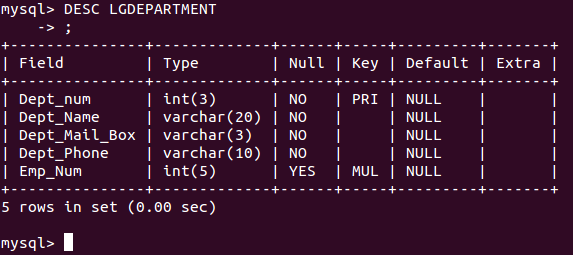 mysql> DESC LGDEPARTMENT
    -> ;
+---------------+-------------+------+-----+---------+-------+
| Field         | Type        | Null | Key | Default | Extra |
+---------------+-------------+------+-----+---------+-------+
| Dept_num      | int(3)      | NO   | PRI | NULL    |       |
| Dept_Name     | varchar(20) | NO   |     | NULL    |       |
| Dept_Mail_Box | varchar(3)  | NO   |     | NULL    |       |
| Dept_Phone    | varchar(10) | NO   |     | NULL    |       |
| Emp_Num       | int(5)      | YES  | MUL | NULL    |       |
+---------------+-------------+------+-----+---------+-------+
5 rows in set (0.00 sec)
mysql>